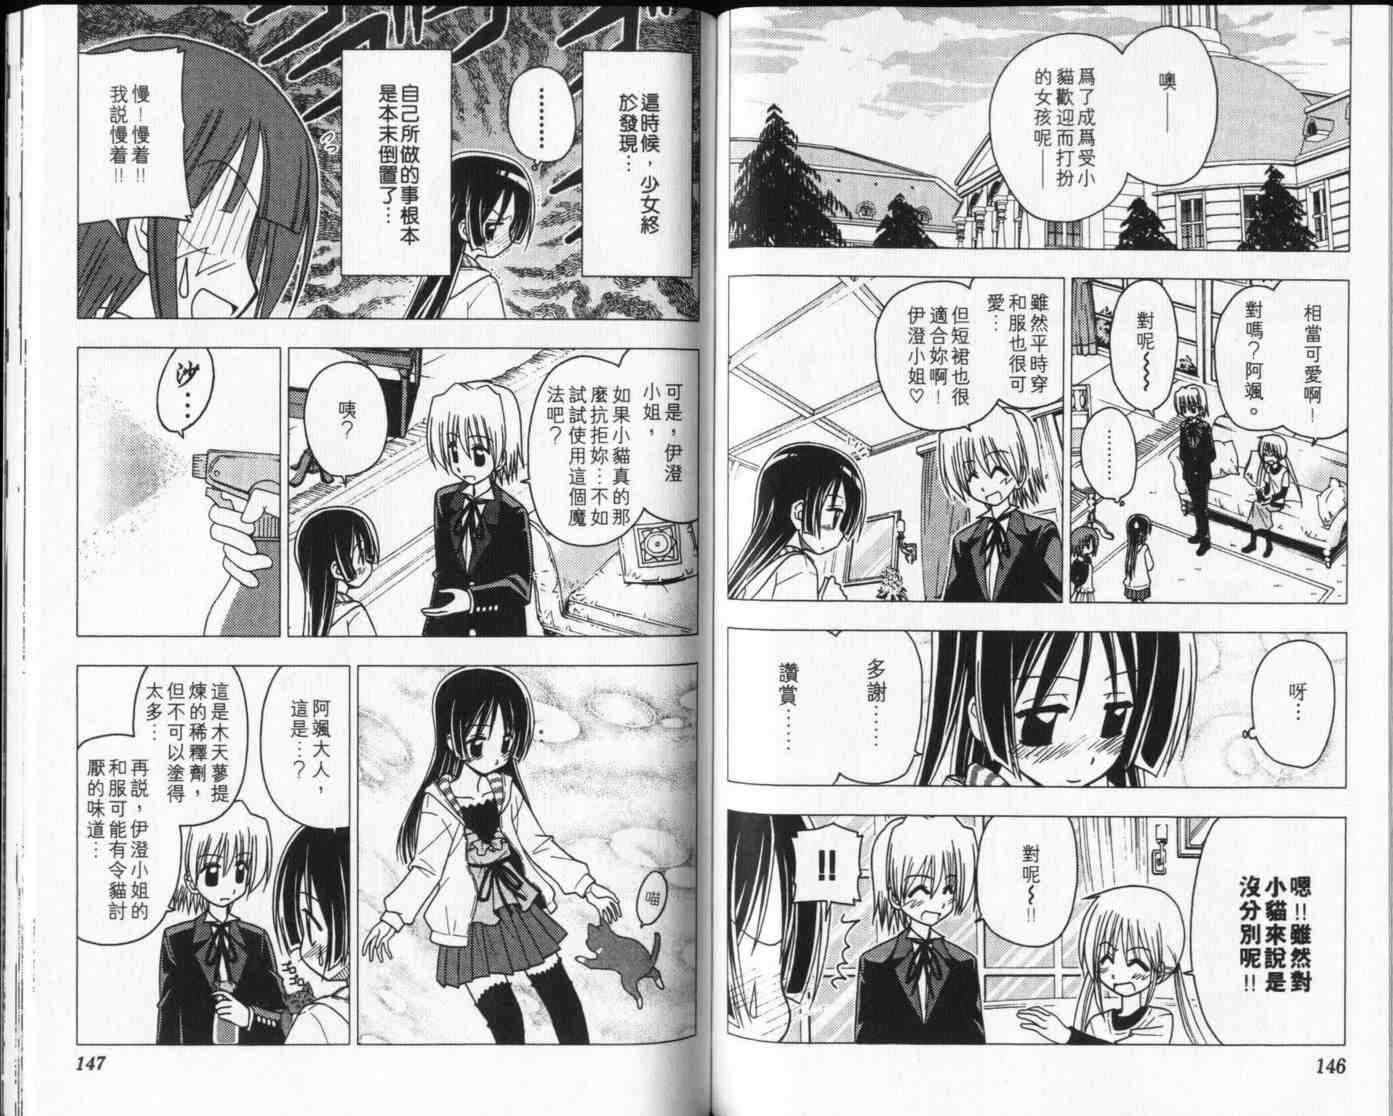 噢——
爲了成爲受小
貓歡迎而打扮
的女孩呢——
相當可愛啊！
對嗎？阿颯。
對呢～
…………
雖然平時穿
和服也很可
愛…
但短裙也很
適合妳啊！
伊澄小姐♡
呀…
多謝……
讚賞……
嗯!!雖然對
小貓來說是
沒分別呢!!
對呢～!!
!!
146
這時候，少女終
於發現…
…………
自己所做的事根本
是本末倒置了…
慢！慢着!!
我說慢着!!
可是，伊澄
小姐，
如果小貓真的那
麼抗拒妳…不如
試試使用這個魔
法吧？
咦？
沙…
…
喵
阿颯大人，
這是…？
這是木天蓼提
煉的稀釋劑，
但不可以塗得
太多…
再說，伊澄小姐的
和服可能有令貓討
厭的味道…
147